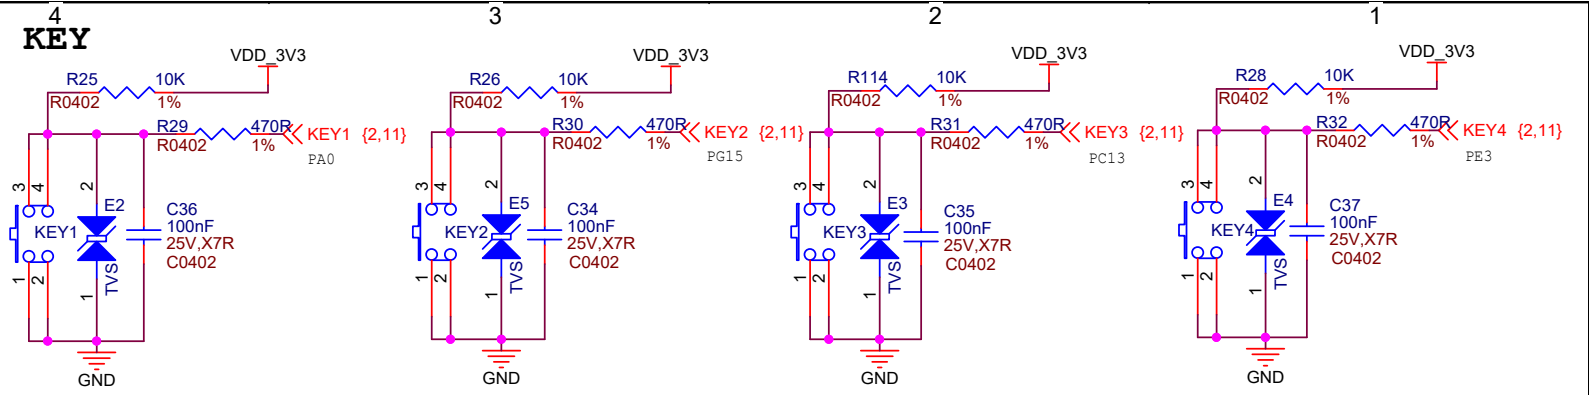 4 3 2 1
KEY
VDD_3V3
R25 10K
R0402 1%
R29 470R KEY1 {2,11}
R0402 1%
PA0
3 4 2
E2
KEY1
C36
100nF
25V,X7R
C0402
1 2 1
TVS
GND
VDD_3V3
R26 10K
R0402 1%
R30 470R KEY2 {2,11}
R0402 1%
PG15
3 4 2
E5
KEY2
C34
100nF
25V,X7R
C0402
1 2 1
TVS
GND
VDD_3V3
R114 10K
R0402 1%
R31 470R KEY3 {2,11}
R0402 1%
PC13
3 4 2
E3
KEY3
C35
100nF
25V,X7R
C0402
1 2 1
TVS
GND
VDD_3V3
R28 10K
R0402 1%
R32 470R KEY4 {2,11}
R0402 1%
PE3
3 4 2
E4
KEY4
C37
100nF
25V,X7R
C0402
1 2 1
TVS
GND